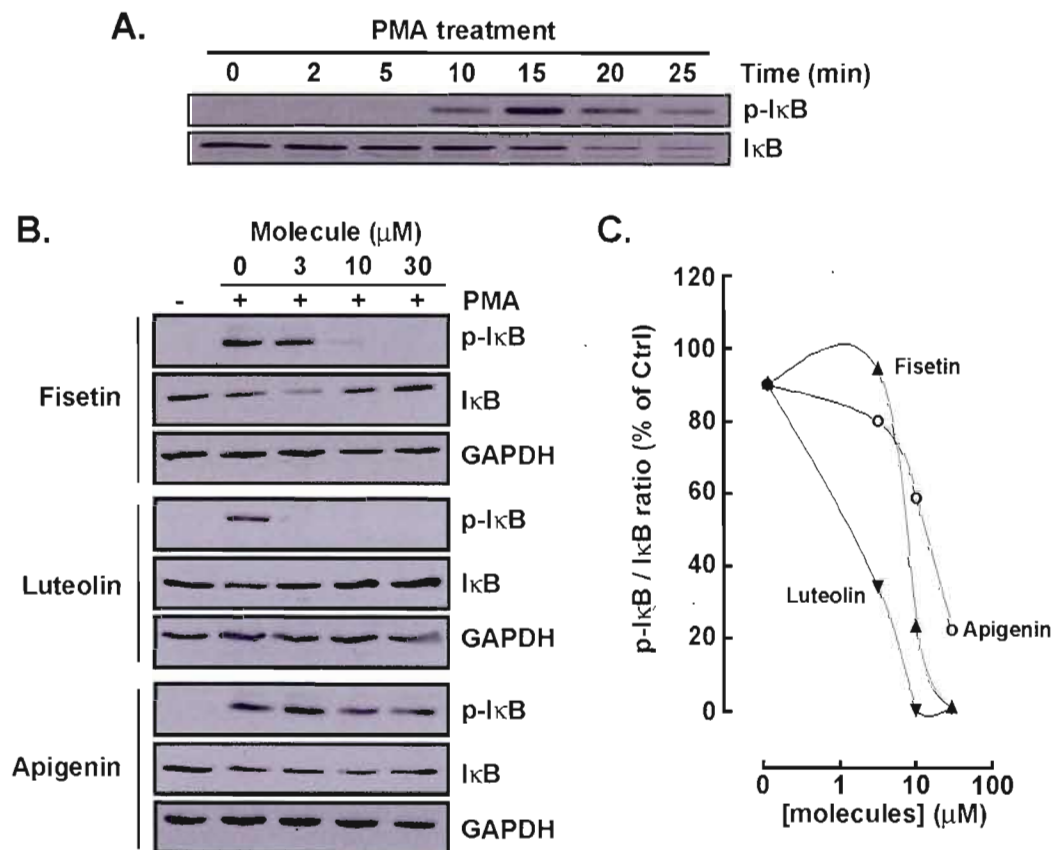 A.
PMA treatment
0 2 5 10 15 20 25 Time (min)
p-IκB
IκB
B.
Molecule (μM)
0 3 10 30
- + + + + PMA
Fisetin
p-IκB
IκB
GAPDH
Luteolin
p-IκB
IκB
GAPDH
Apigenin
p-IκB
IκB
GAPDH
C.
p-IκB / IκB ratio (% of Ctrl)
120
100
80
60
40
20
0
Fisetin
Luteolin
Apigenin
0 1 10 100
[molecules] (μM)